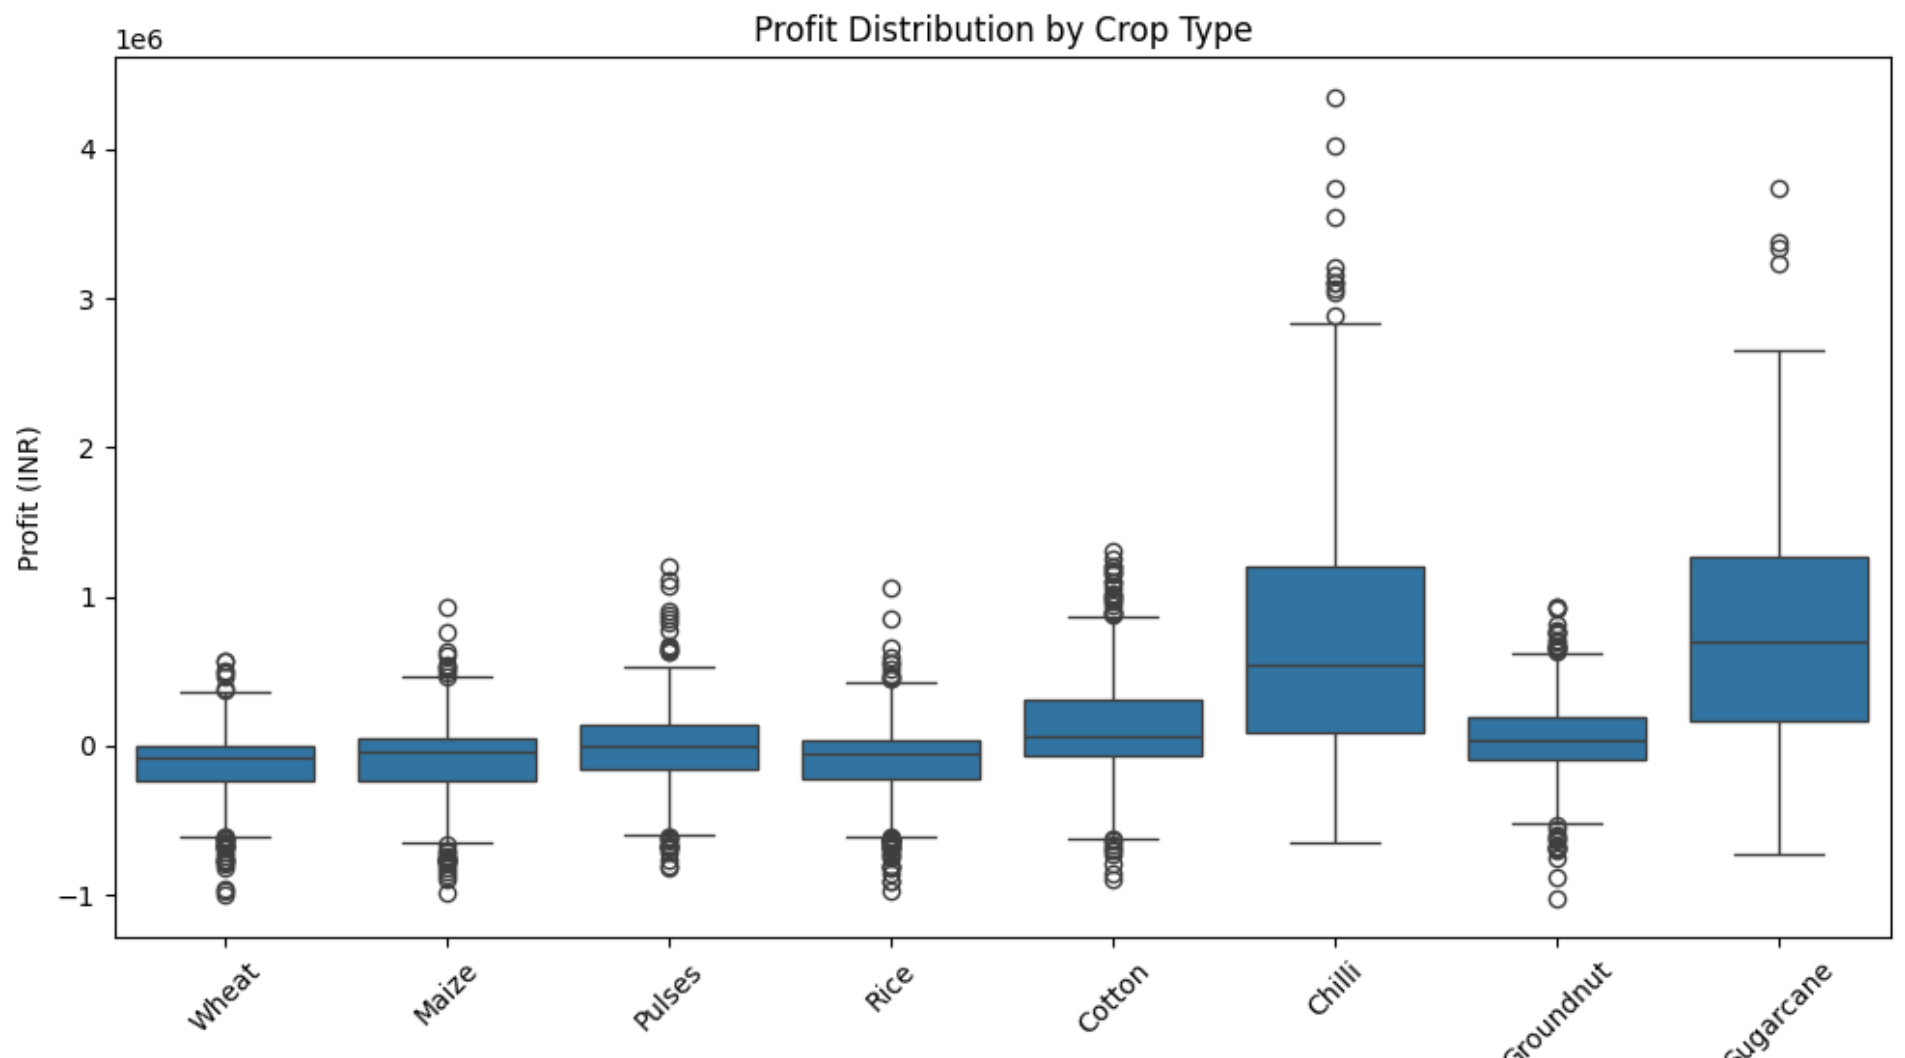 Profit Distribution by Crop Type
1e6
4
3
2
1
0
−1
Profit (INR)
Wheat
Maize
Pulses
Rice
Cotton
Chilli
Groundnut
Sugarcane